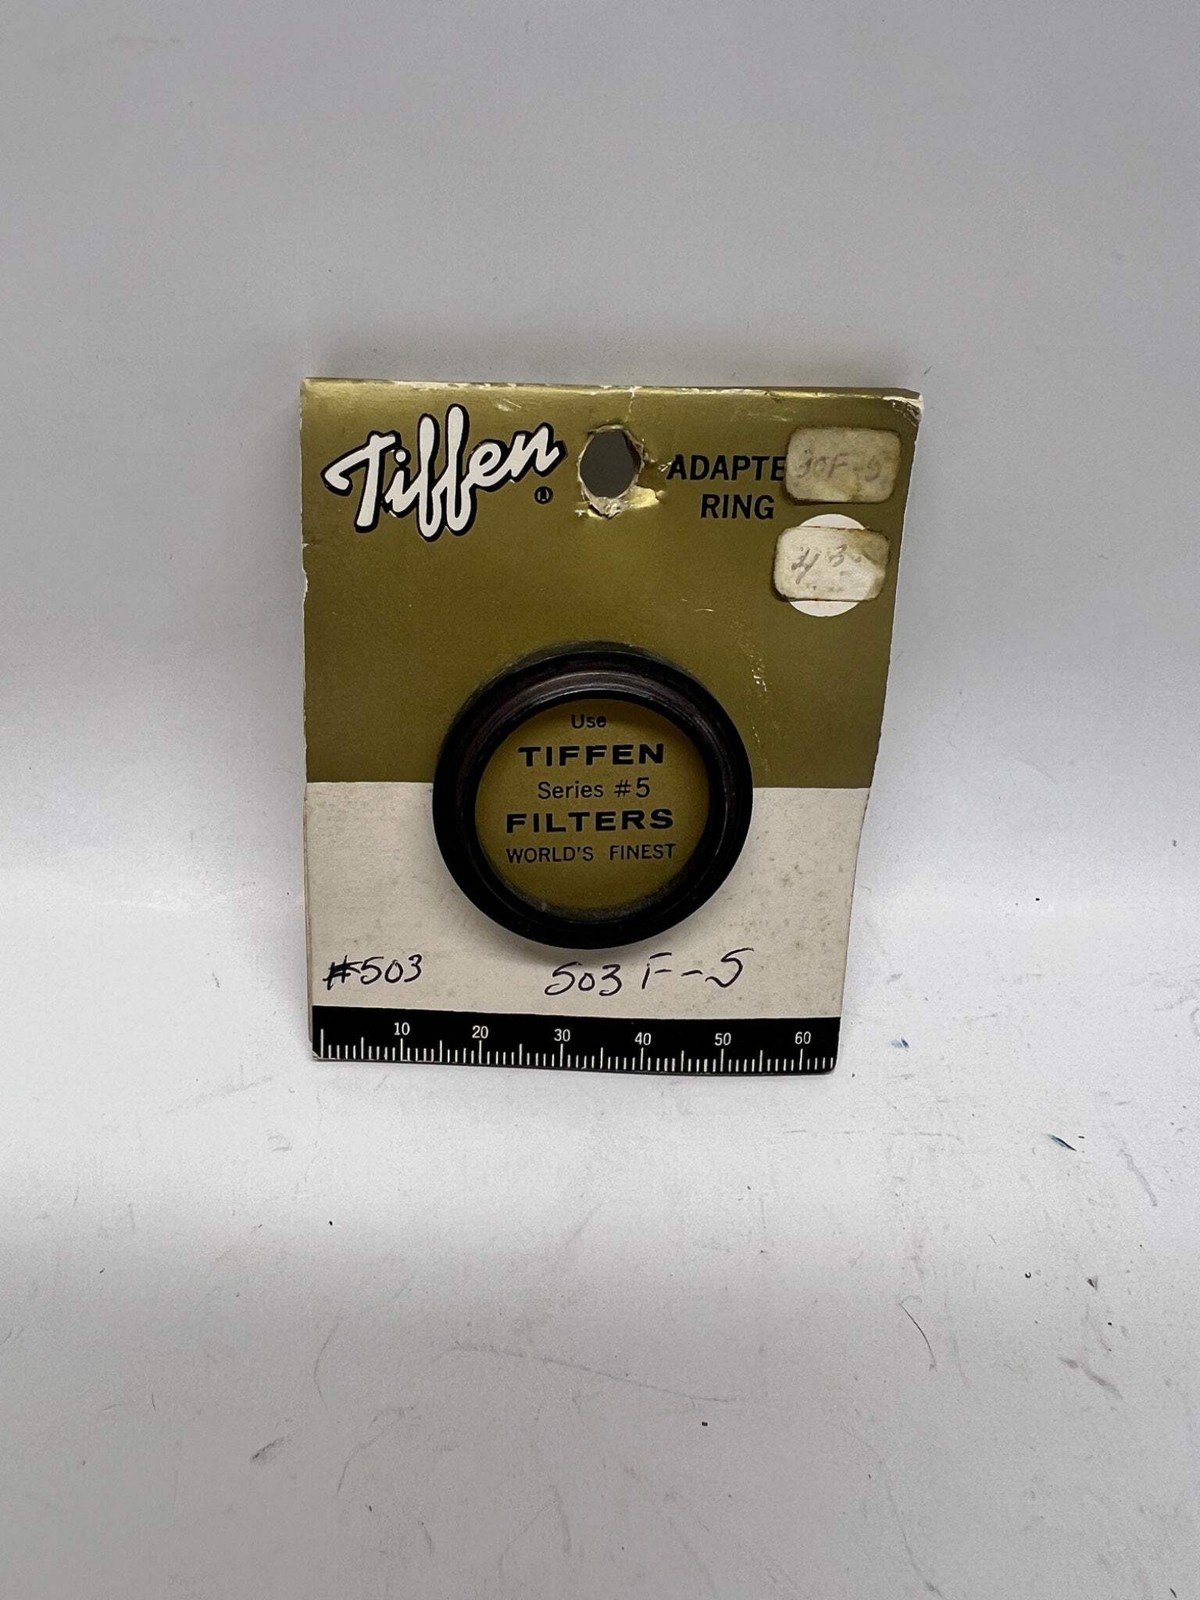 Tiffen
ADAPTE
RING
Use
TIFFEN
Series #5
FILTERS
WORLD'S FINEST
#503
503 F-5
10 20 30 40 50 60